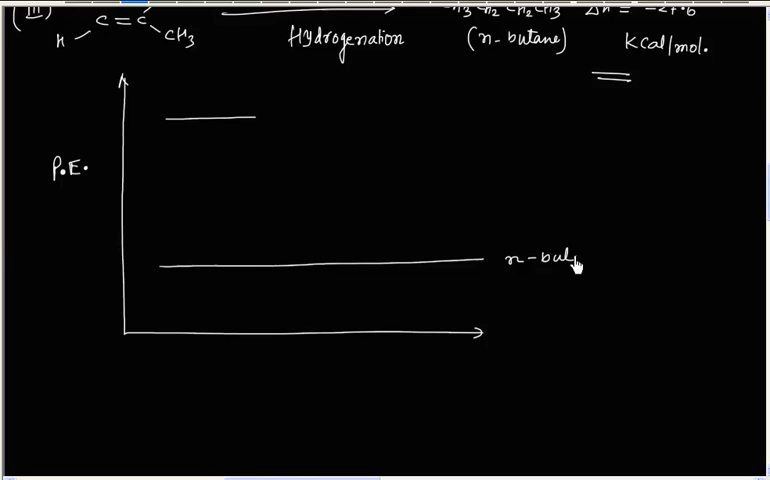 (III)
H C=C CH3
Hydrogenation
(n-butane) Kcal/mol.
P.E.
n-but